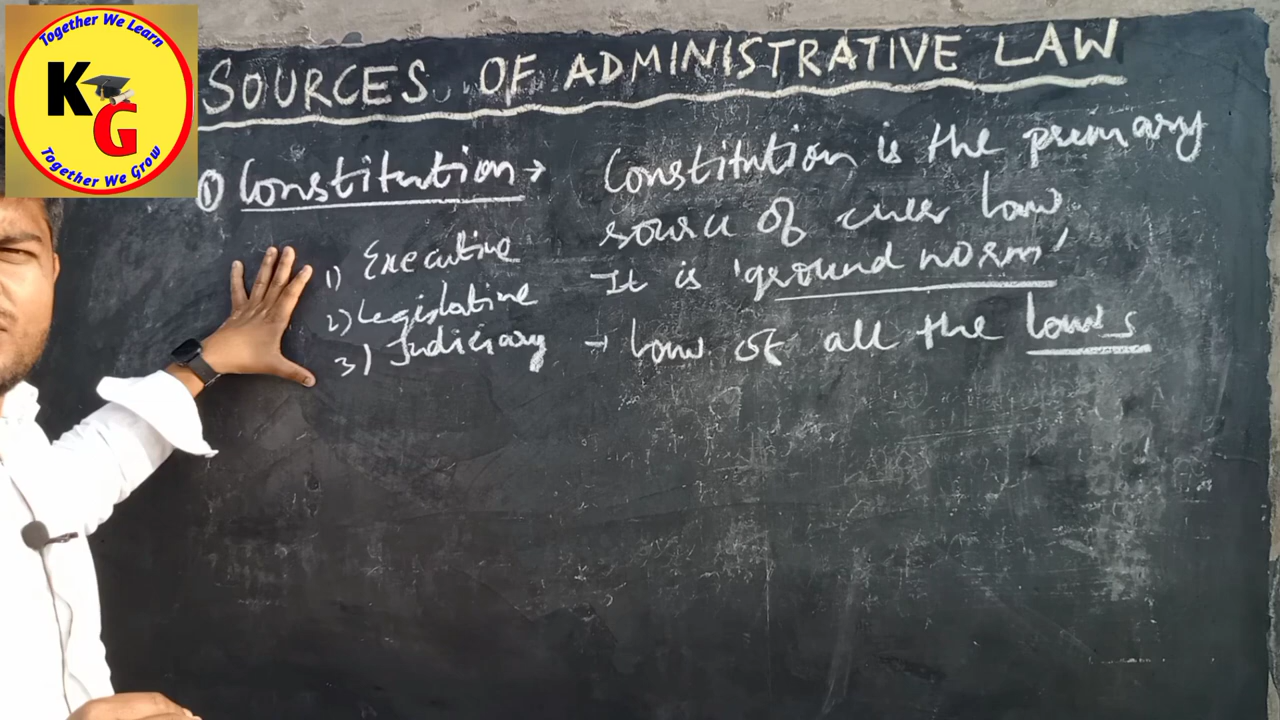 Together We Learn
KG
Together We Grow
SOURCES OF ADMINISTRATIVE LAW
① Constitution → Constitution is the primary
source of law.
1) Executive
It is 'ground norm'
2) Legislative
3) Judiciary → law of all the laws